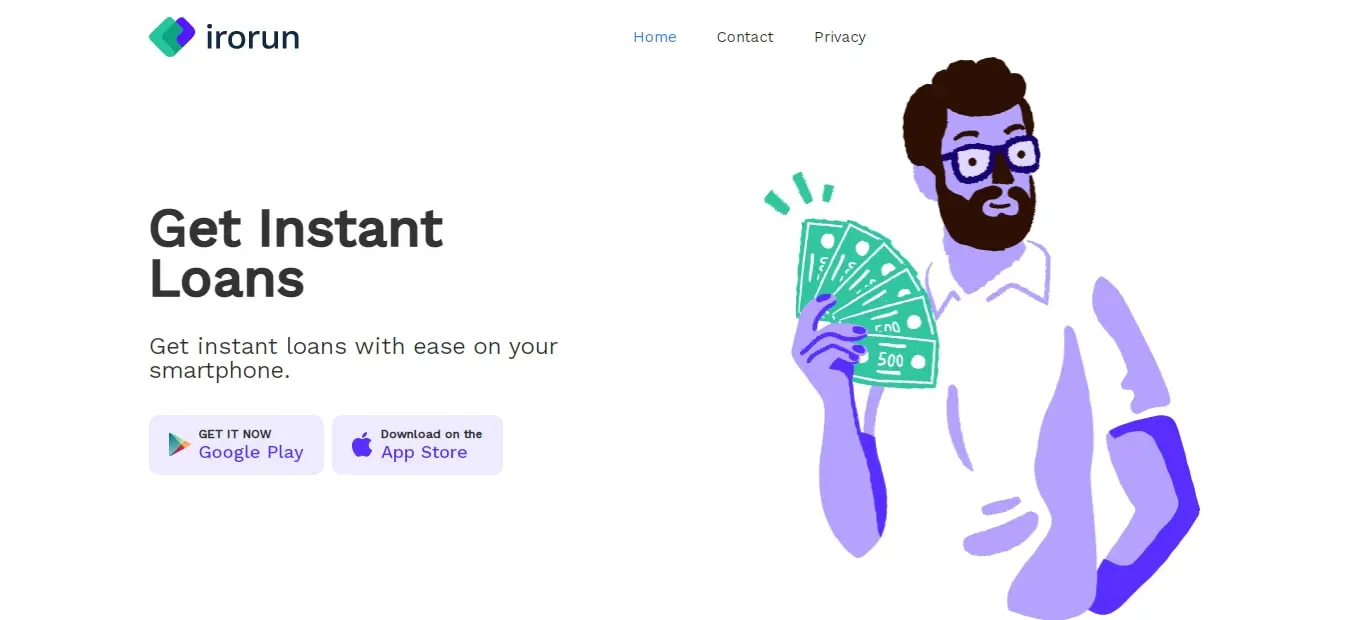 irorun
Home
Contact
Privacy
Get Instant
Loans
Get instant loans with ease on your
smartphone.
GET IT NOW
Google Play
Download on the
App Store
500
500